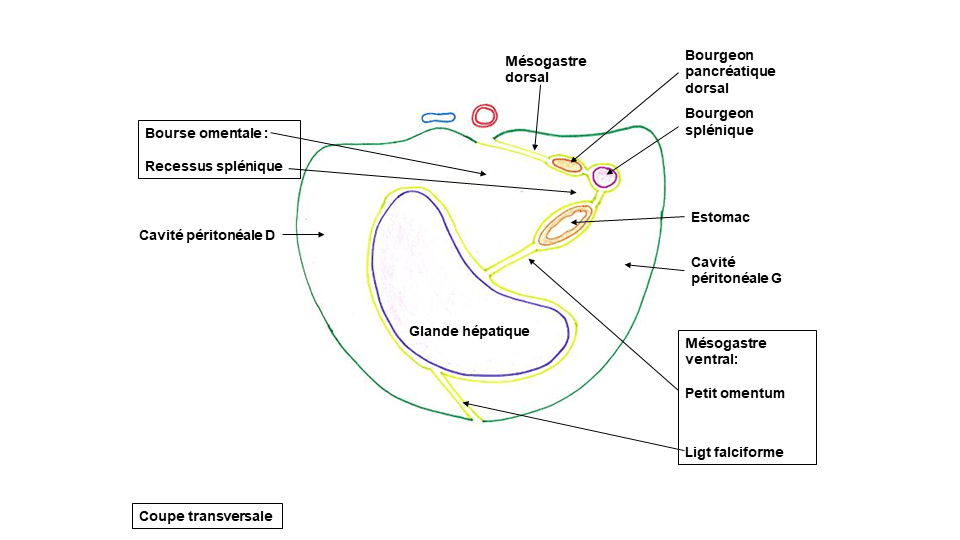 Mésogastre
dorsal
Bourgeon
pancréatique
dorsal
Bourgeon
splénique
Bourse omentale :
Recessus splénique
Estomac
Cavité péritonéale D
Cavité
péritonéale G
Glande hépatique
Mésogastre
ventral:
Petit omentum
Ligt falciforme
Coupe transversale